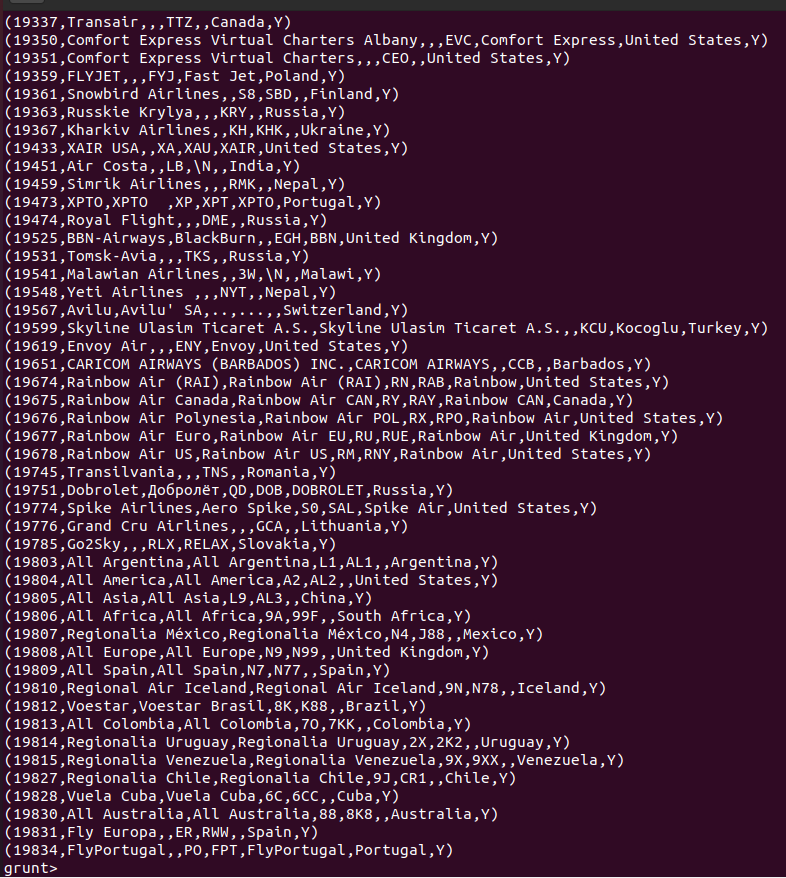 (19337,Transair,,,TTZ,,Canada,Y)
(19350,Comfort Express Virtual Charters Albany,,,EVC,Comfort Express,United States,Y)
(19351,Comfort Express Virtual Charters,,,CEO,,United States,Y)
(19359,FLYJET,,,FYJ,Fast Jet,Poland,Y)
(19361,Snowbird Airlines,,S8,SBD,,Finland,Y)
(19363,Russkie Krylya,,,KRY,,Russia,Y)
(19367,Kharkiv Airlines,,KH,KHK,,Ukraine,Y)
(19433,XAIR USA,,XA,XAU,XAIR,United States,Y)
(19451,Air Costa,,LB,\N,,India,Y)
(19459,Simrik Airlines,,,RMK,,Nepal,Y)
(19473,XPTO,XPTO  ,XP,XPT,XPTO,Portugal,Y)
(19474,Royal Flight,,,DME,,Russia,Y)
(19525,BBN-Airways,BlackBurn,,EGH,BBN,United Kingdom,Y)
(19531,Tomsk-Avia,,,TKS,,Russia,Y)
(19541,Malawian Airlines,,3W,\N,,Malawi,Y)
(19548,Yeti Airlines ,,,NYT,,Nepal,Y)
(19567,Avilu,Avilu' SA,..,...,,Switzerland,Y)
(19599,Skyline Ulasim Ticaret A.S.,Skyline Ulasim Ticaret A.S.,,KCU,Kocoglu,Turkey,Y)
(19619,Envoy Air,,,ENY,Envoy,United States,Y)
(19651,CARICOM AIRWAYS (BARBADOS) INC.,CARICOM AIRWAYS,,CCB,,Barbados,Y)
(19674,Rainbow Air (RAI),Rainbow Air (RAI),RN,RAB,Rainbow,United States,Y)
(19675,Rainbow Air Canada,Rainbow Air CAN,RY,RAY,Rainbow CAN,Canada,Y)
(19676,Rainbow Air Polynesia,Rainbow Air POL,RX,RPO,Rainbow Air,United States,Y)
(19677,Rainbow Air Euro,Rainbow Air EU,RU,RUE,Rainbow Air,United Kingdom,Y)
(19678,Rainbow Air US,Rainbow Air US,RM,RNY,Rainbow Air,United States,Y)
(19745,Transilvania,,,TNS,,Romania,Y)
(19751,Dobrolet,Добролёт,QD,DOB,DOBROLET,Russia,Y)
(19774,Spike Airlines,Aero Spike,S0,SAL,Spike Air,United States,Y)
(19776,Grand Cru Airlines,,,GCA,,Lithuania,Y)
(19785,Go2Sky,,,RLX,RELAX,Slovakia,Y)
(19803,All Argentina,All Argentina,L1,AL1,,Argentina,Y)
(19804,All America,All America,A2,AL2,,United States,Y)
(19805,All Asia,All Asia,L9,AL3,,China,Y)
(19806,All Africa,All Africa,9A,99F,,South Africa,Y)
(19807,Regionalia México,Regionalia México,N4,J88,,Mexico,Y)
(19808,All Europe,All Europe,N9,N99,,United Kingdom,Y)
(19809,All Spain,All Spain,N7,N77,,Spain,Y)
(19810,Regional Air Iceland,Regional Air Iceland,9N,N78,,Iceland,Y)
(19812,Voestar,Voestar Brasil,8K,K88,,Brazil,Y)
(19813,All Colombia,All Colombia,7O,7KK,,Colombia,Y)
(19814,Regionalia Uruguay,Regionalia Uruguay,2X,2K2,,Uruguay,Y)
(19815,Regionalia Venezuela,Regionalia Venezuela,9X,9XX,,Venezuela,Y)
(19827,Regionalia Chile,Regionalia Chile,9J,CR1,,Chile,Y)
(19828,Vuela Cuba,Vuela Cuba,6C,6CC,,Cuba,Y)
(19830,All Australia,All Australia,88,8K8,,Australia,Y)
(19831,Fly Europa,,ER,RWW,,Spain,Y)
(19834,FlyPortugal,,PO,FPT,FlyPortugal,Portugal,Y)
grunt>